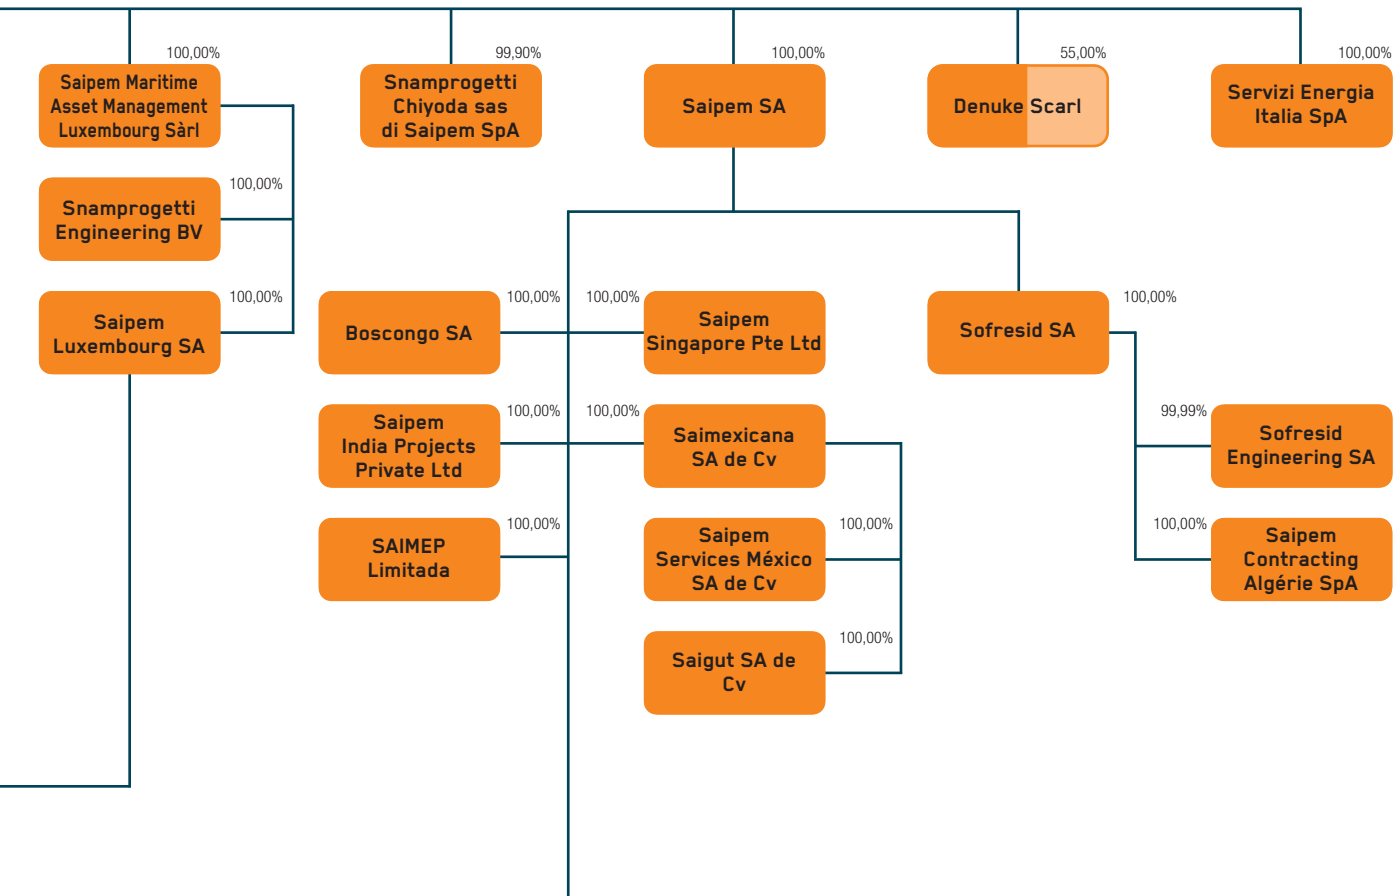 100,00%
99,90%
100,00%
55,00%
100,00%
Saipem Maritime
Asset Management
Luxembourg Sàrl
Snamprogetti
Chiyoda sas
di Saipem SpA
Saipem SA
Denuke Scarl
Servizi Energia
Italia SpA
100,00%
Snamprogetti
Engineering BV
100,00%
Saipem
Luxembourg SA
100,00%
Boscongo SA
100,00%
Saipem
Singapore Pte Ltd
100,00%
Sofresid SA
100,00%
Saipem
India Projects
Private Ltd
100,00%
Saimexicana
SA de Cv
99,99%
Sofresid
Engineering SA
100,00%
SAIMEP
Limitada
100,00%
Saipem
Services México
SA de Cv
100,00%
Saipem
Contracting
Algérie SpA
100,00%
Saigut SA de
Cv